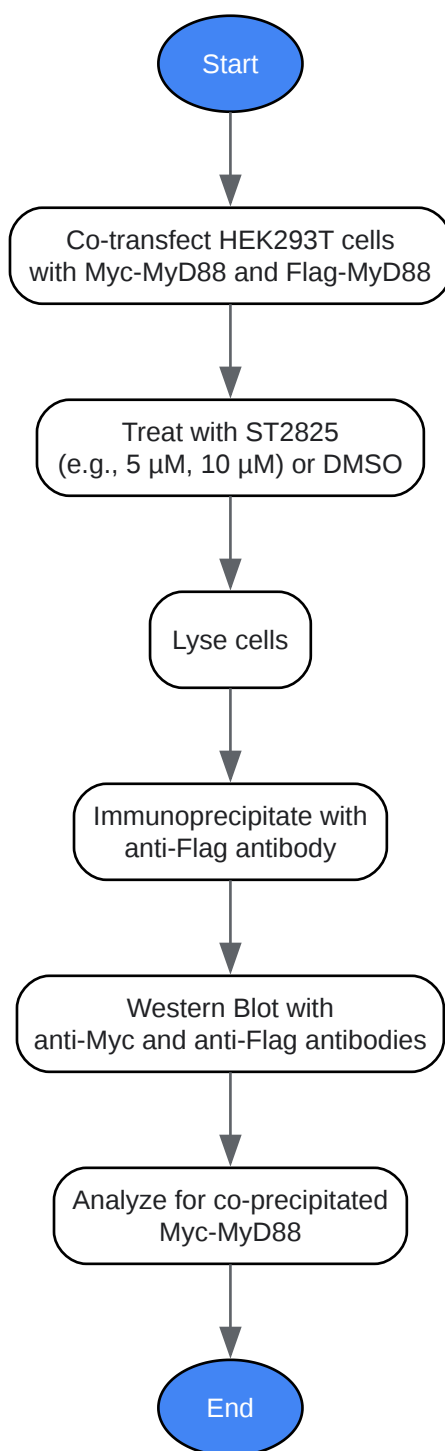 Start
Co-transfect HEK293T cells
with Myc-MyD88 and Flag-MyD88
Treat with ST2825
(e.g., 5 µM, 10 µM) or DMSO
Lyse cells
Immunoprecipitate with
anti-Flag antibody
Western Blot with
anti-Myc and anti-Flag antibodies
Analyze for co-precipitated
Myc-MyD88
End